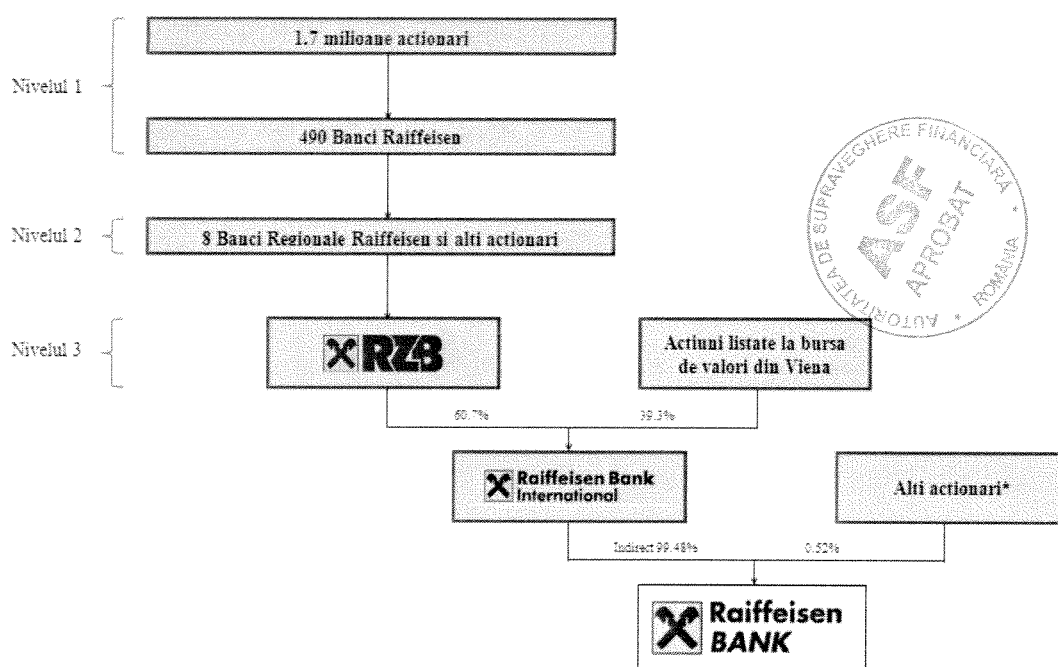 1.7 milioane actionari
Nivelul 1
490 Banci Raiffeisen
Nivelul 2
8 Banci Regionale Raiffeisen si alti actionari
Nivelul 3
RZB
Actiuni listate la bursa
de valori din Viena
60.7%
39.3%
Raiffeisen Bank
International
Alti actionari*
Indirect 99.48%
0.52%
Raiffeisen
BANK
AUTORITATEA DE SUPRAVEGHERE FINANCIARĂ * ROMÂNIA *
ASF
APROBAT